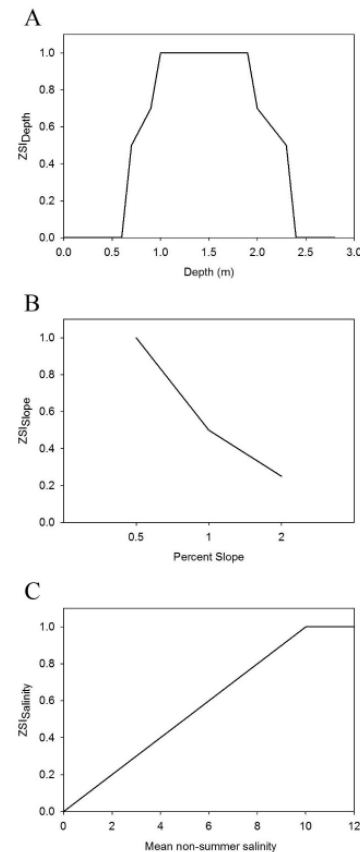 A
1.0
0.8
0.6
0.4
0.2
0.0
ZSIDepth
0.0 0.5 1.0 1.5 2.0 2.5 3.0
Depth (m)
B
1.0
0.8
0.6
0.4
0.2
0.0
ZSISlope
0.5 1 2
Percent Slope
C
1.0
0.8
0.6
0.4
0.2
0.0
ZSISalinity
0 2 4 6 8 10 12
Mean non-summer salinity